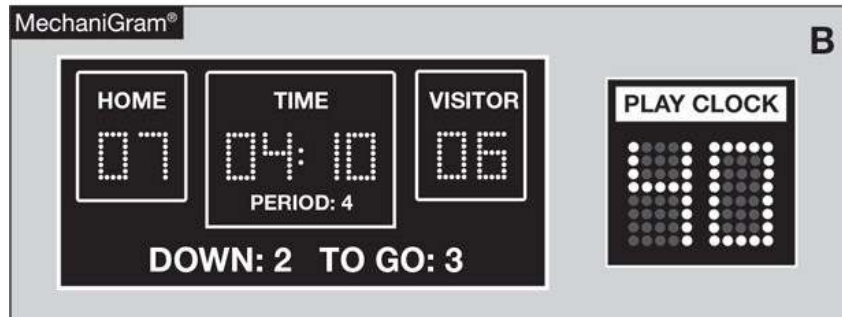 MechaniGram®
B
HOME TIME VISITOR
07 04:10 06
PERIOD: 4
DOWN: 2 TO GO: 3
PLAY CLOCK
40